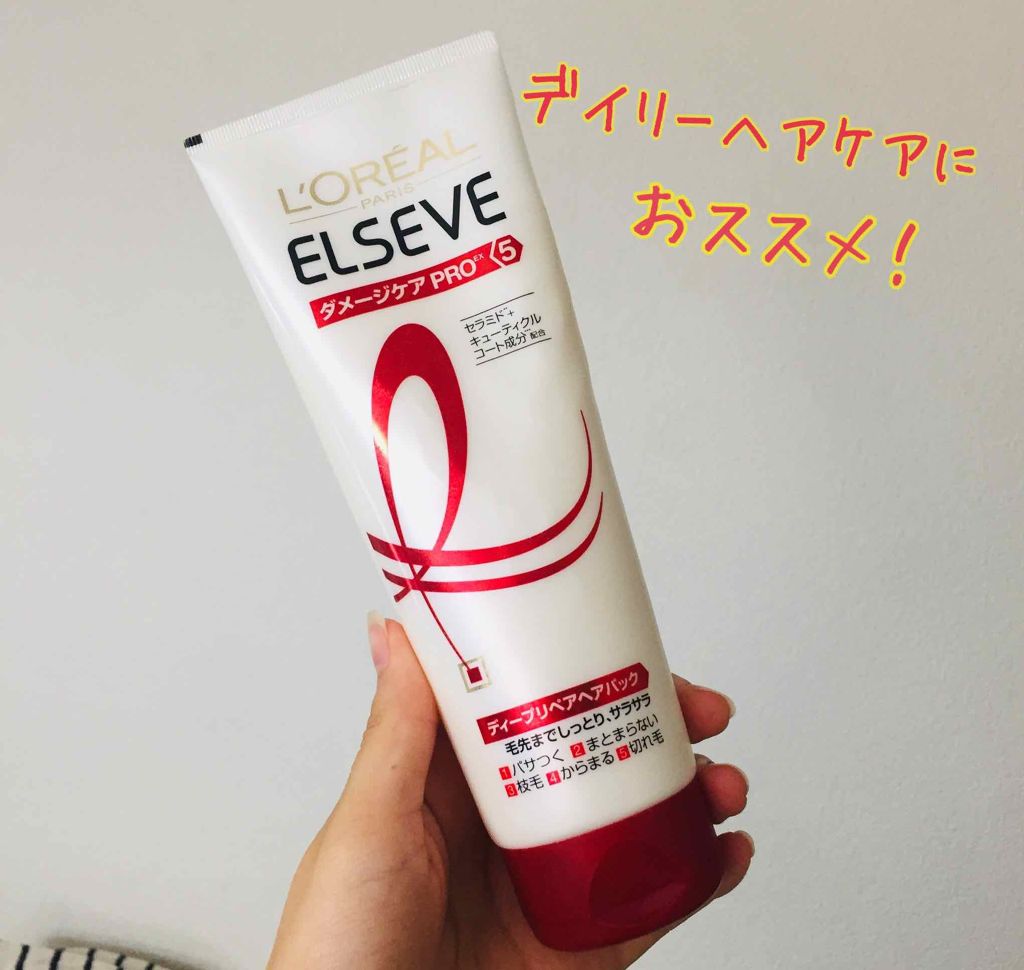 デイリーヘアケアに
おススメ!
L'ORÉAL
PARIS
ELSEVE
ダメージケア PRO EX 5
セラミド*+
キューティクル
コート成分**配合
ディープリペアヘアパック
毛先までしっとり、サラサラ
1 パサつく 2 まとまらない
3 枝毛 4 からまる 5 切れ毛